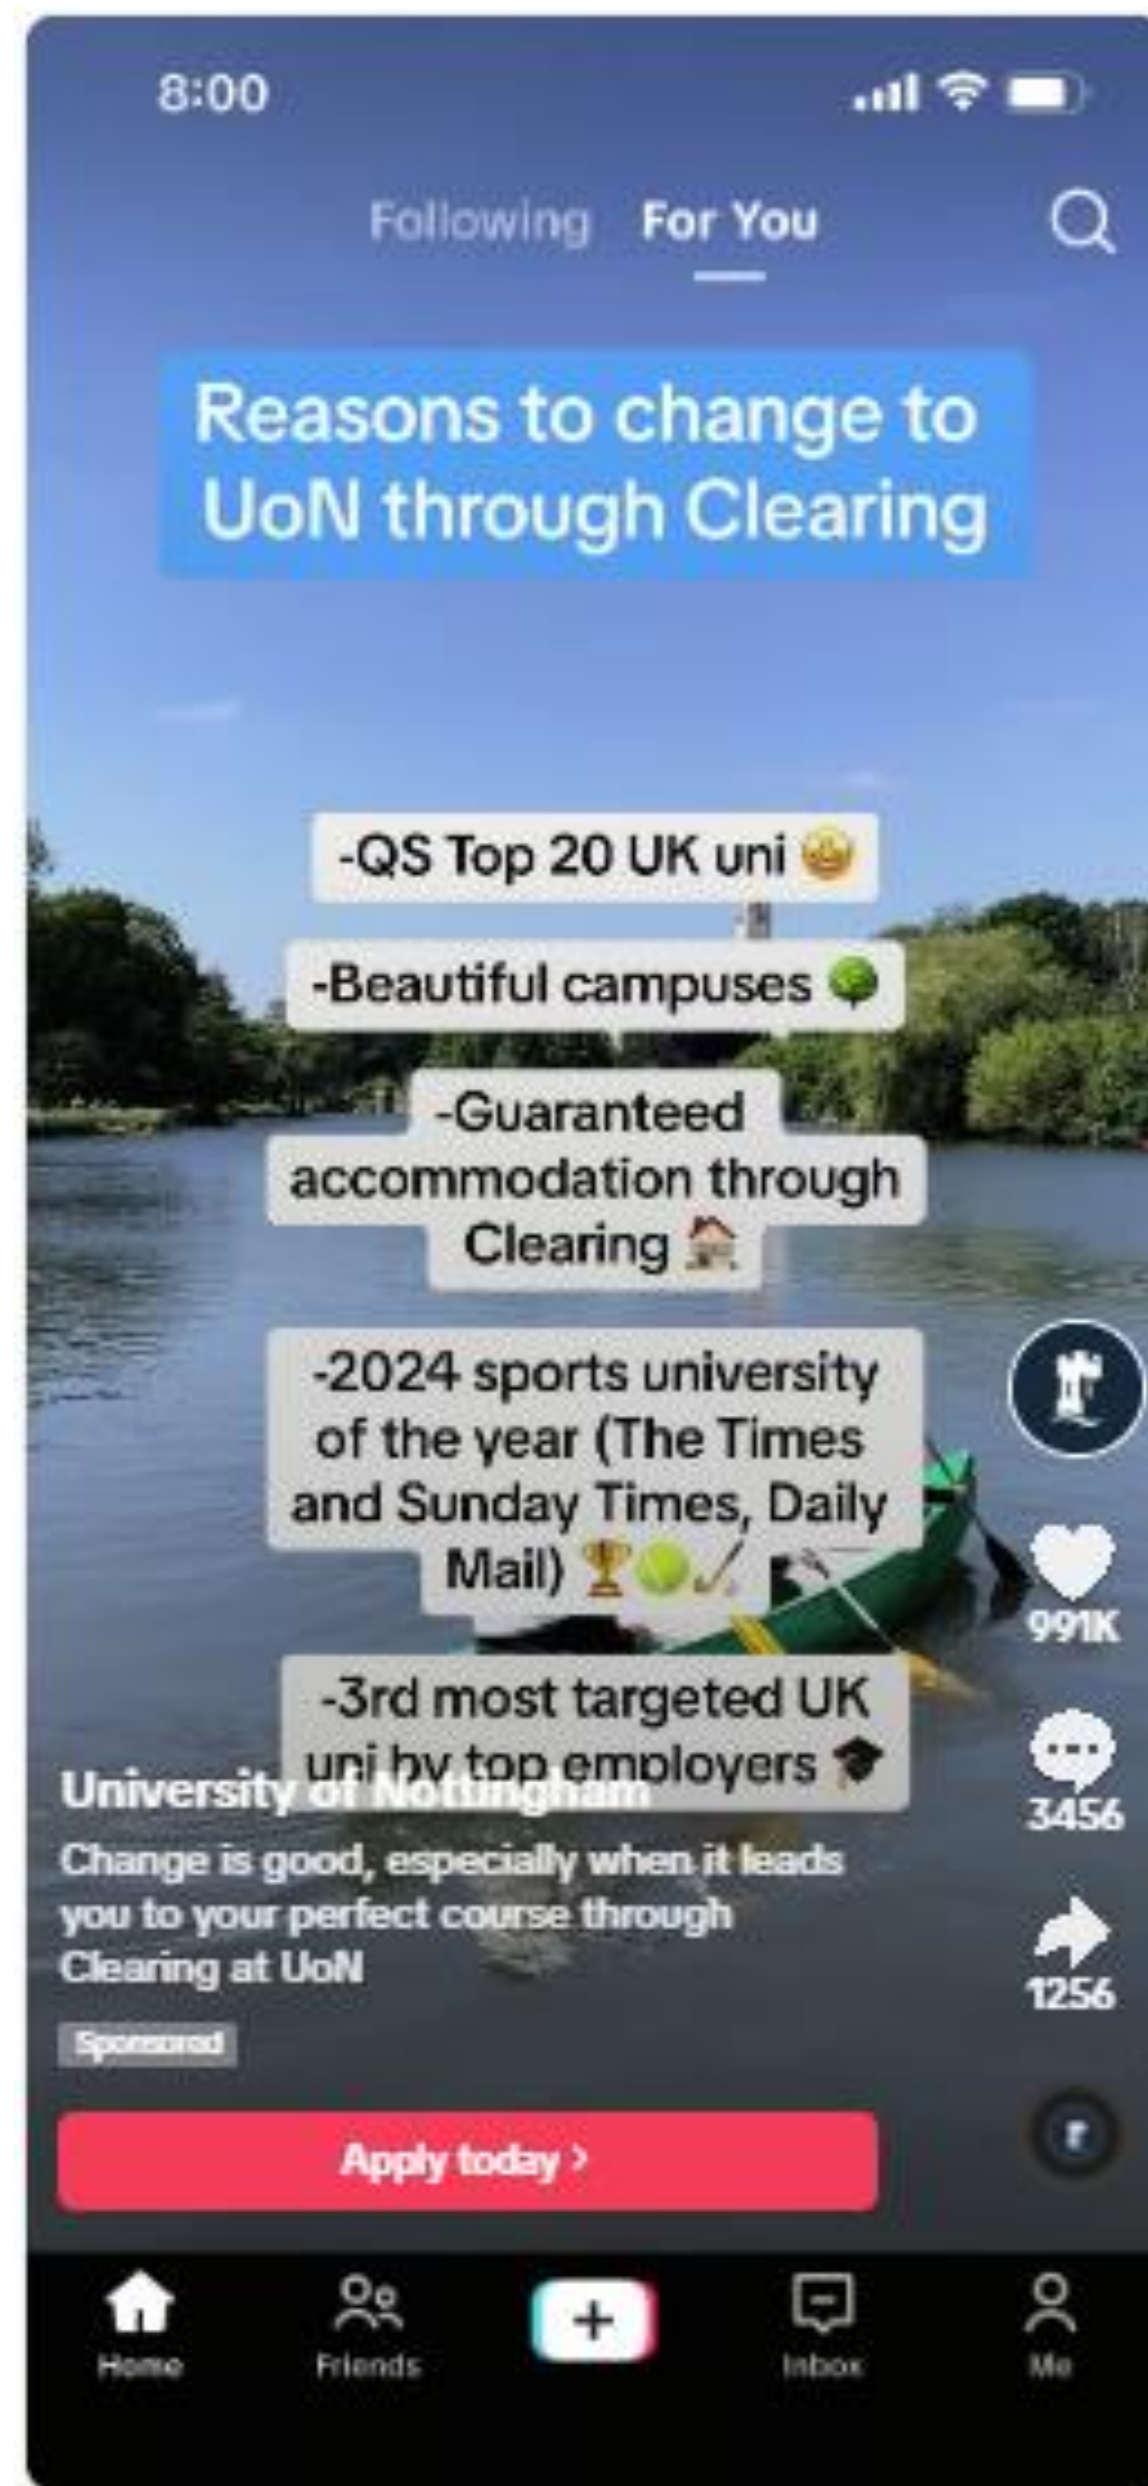 8:00
Following For You
Reasons to change to
UoN through Clearing
-QS Top 20 UK uni 🤩
-Beautiful campuses 🌳
-Guaranteed
accommodation through
Clearing 🏠
-2024 sports university
of the year (The Times
and Sunday Times, Daily
Mail) 🏆🎾🏑
-3rd most targeted UK
uni by top employers 🎓
University of Nottingham
Change is good, especially when it leads
you to your perfect course through
Clearing at UoN
Sponsored
Apply today >
991K
3456
1256
Home Friends Inbox Me